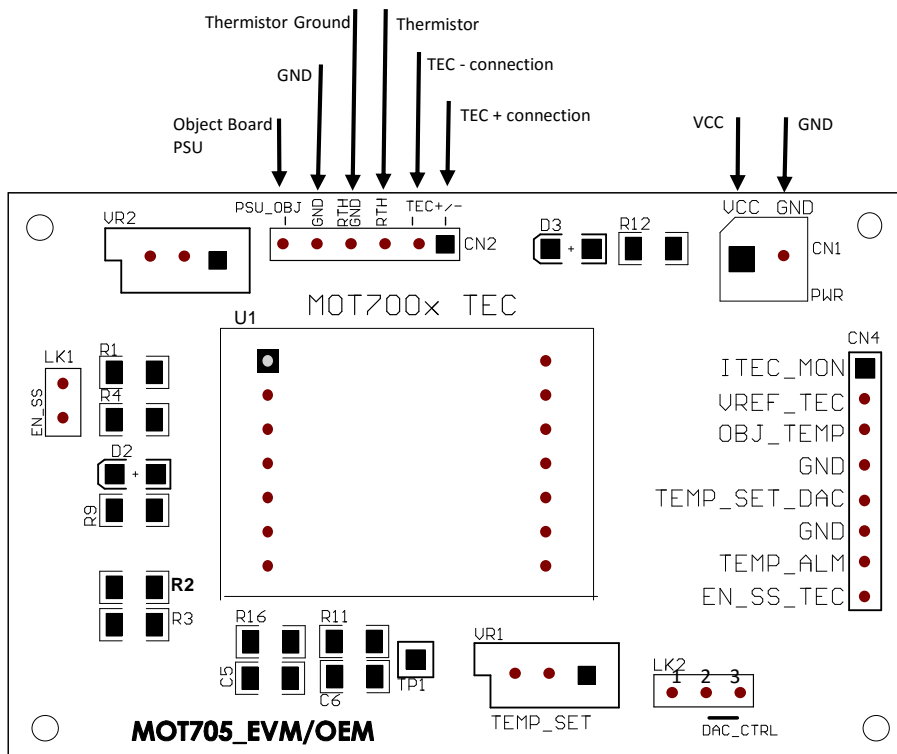 Thermistor Ground
Thermistor
TEC - connection
GND
TEC + connection
Object Board
PSU
VCC
GND
PSU_OBJ
GND
RTH
GND
RTH
TEC+/-
VCC GND
VR2
CN2
D3
R12
CN1
PWR
MOT700x TEC
U1
CN4
LK1
EN_SS
R1
R4
D2
+
+
R9
R2
R3
ITEC_MON
VREF_TEC
OBJ_TEMP
GND
TEMP_SET_DAC
GND
TEMP_ALM
EN_SS_TEC
R16
R11
C5
C6
TP1
VR1
TEMP_SET
LK2
1 2 3
DAC_CTRL
MOT705_EVM/OEM